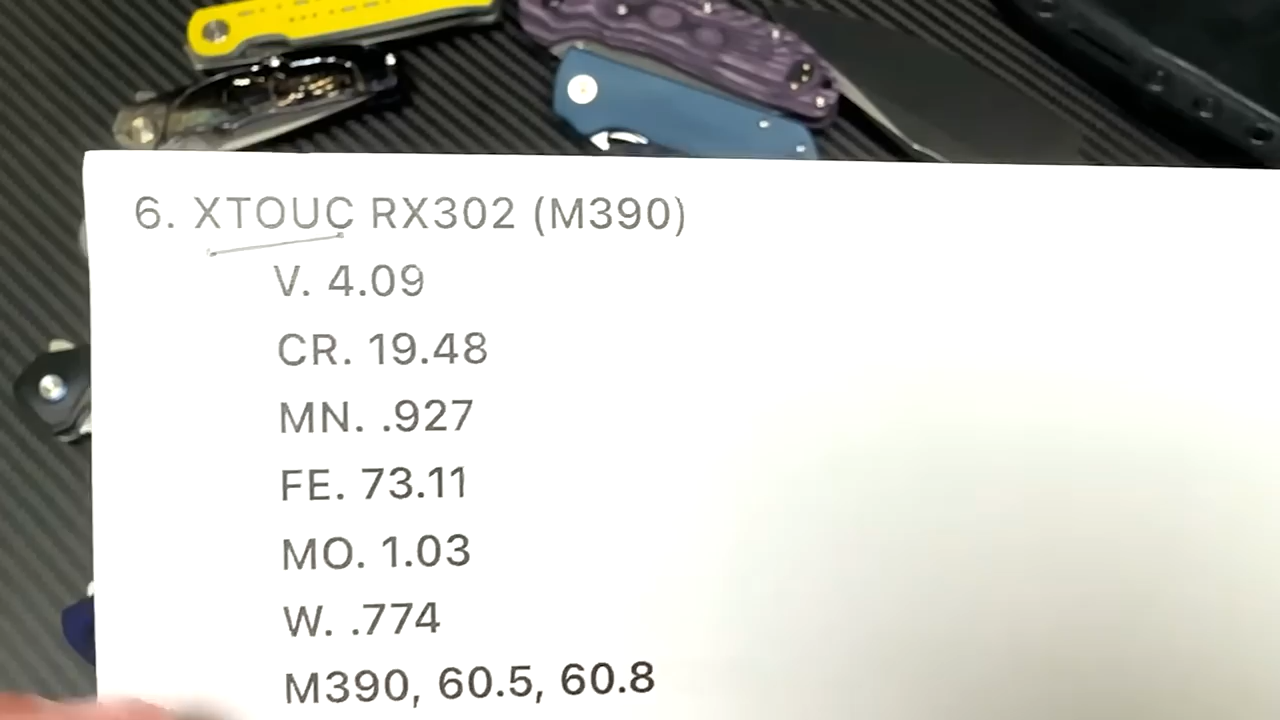 6. XTOUC RX302 (M390)
V. 4.09
CR. 19.48
MN. .927
FE. 73.11
MO. 1.03
W. .774
M390, 60.5, 60.8